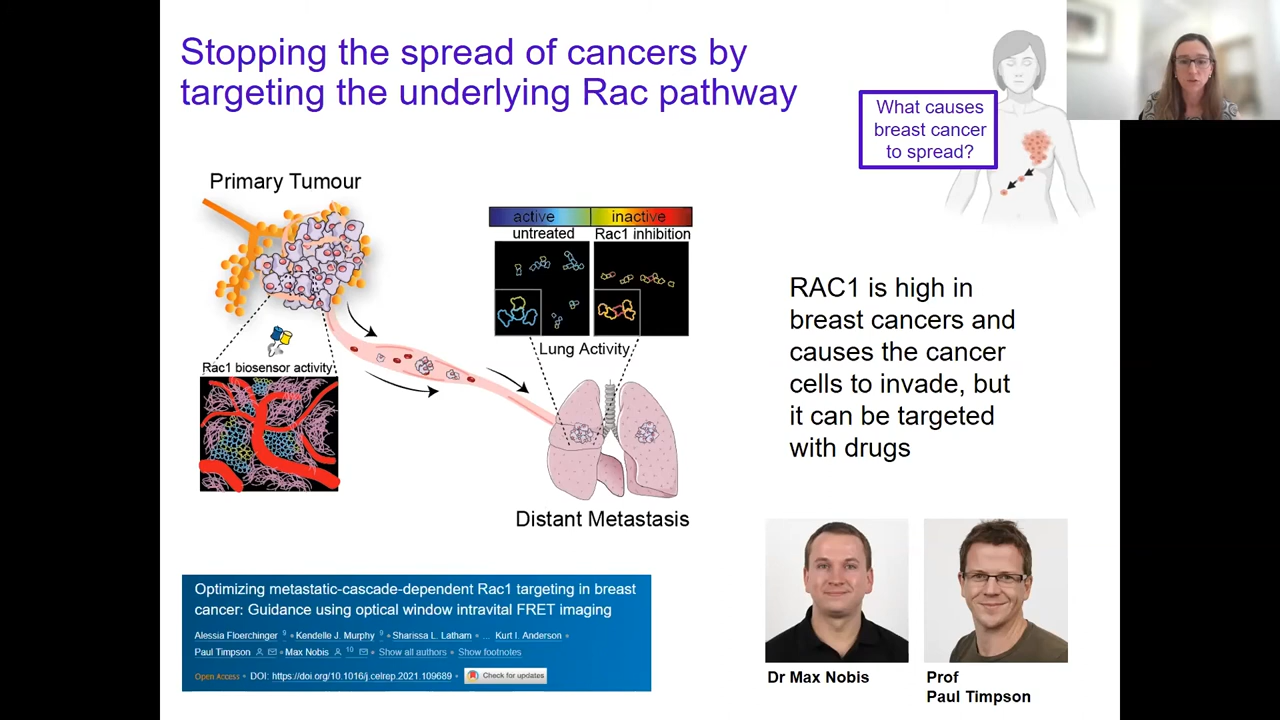 Stopping the spread of cancers by
targeting the underlying Rac pathway
What causes
breast cancer
to spread?
Primary Tumour
active
inactive
untreated
Rac1 inhibition
Lung Activity
Rac1 biosensor activity
Distant Metastasis
RAC1 is high in
breast cancers and
causes the cancer
cells to invade, but
it can be targeted
with drugs
Optimizing metastatic-cascade-dependent Rac1 targeting in breast
cancer: Guidance using optical window intravital FRET imaging
Alessia Floerchinger 9 • Kendelle J. Murphy 9 • Sharissa L. Latham • ... Kurt I. Anderson •
Paul Timpson • Max Nobis 10 • Show all authors • Show footnotes
Open Access • DOI: https://doi.org/10.1016/j.celrep.2021.109689 • Check for updates
Dr Max Nobis
Prof
Paul Timpson